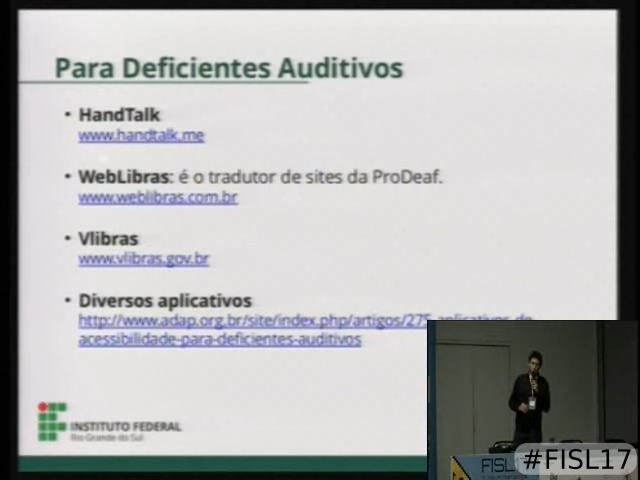 Para Deficientes Auditivos
• HandTalk
www.handtalk.me
• WebLibras: é o tradutor de sites da ProDeaf.
www.weblibras.com.br
• Vlibras
www.vlibras.gov.br
• Diversos aplicativos
http://www.adap.org.br/site/index.php/artigos/275-aplicativos-de-
acessibilidade-para-deficientes-auditivos
INSTITUTO FEDERAL
Rio Grande do Sul
FISL
#FISL17